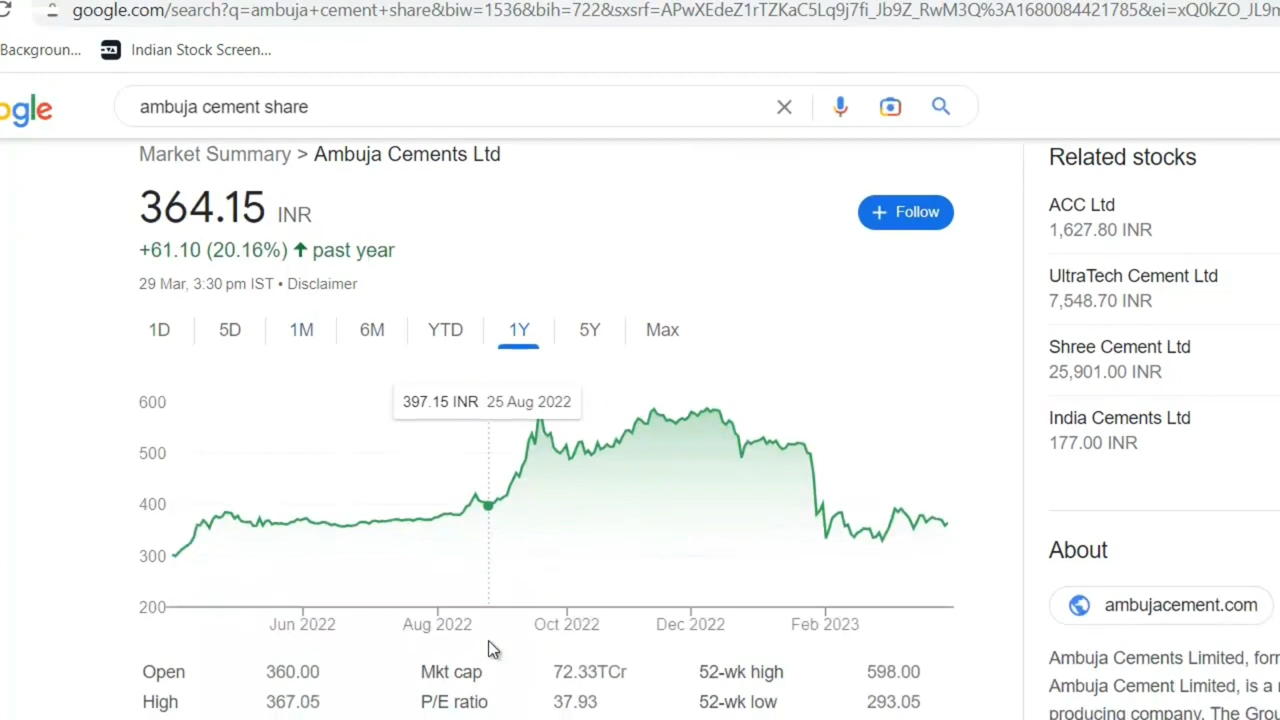 google.com/search?q=ambuja+cement+share&biw=1536&bih=722&sxsrf=APwXEdeZ1rTZKaC5Lq9j7fi_Jb9Z_RwM3Q%3A1680084421785&ei=xQ0kZO_JL9m
Backgroun... Indian Stock Screen...
ogle ambuja cement share
Market Summary > Ambuja Cements Ltd
364.15 INR
+ Follow
+61.10 (20.16%) ↑ past year
29 Mar, 3:30 pm IST • Disclaimer
1D 5D 1M 6M YTD 1Y 5Y Max
397.15 INR 25 Aug 2022
600
500
400
300
200
Jun 2022 Aug 2022 Oct 2022 Dec 2022 Feb 2023
Open 360.00 Mkt cap 72.33TCr 52-wk high 598.00
High 367.05 P/E ratio 37.93 52-wk low 293.05
Related stocks
ACC Ltd
1,627.80 INR
UltraTech Cement Ltd
7,548.70 INR
Shree Cement Ltd
25,901.00 INR
India Cements Ltd
177.00 INR
About
ambujacement.com
Ambuja Cements Limited, for
Ambuja Cement Limited, is a
producing company. The Grou